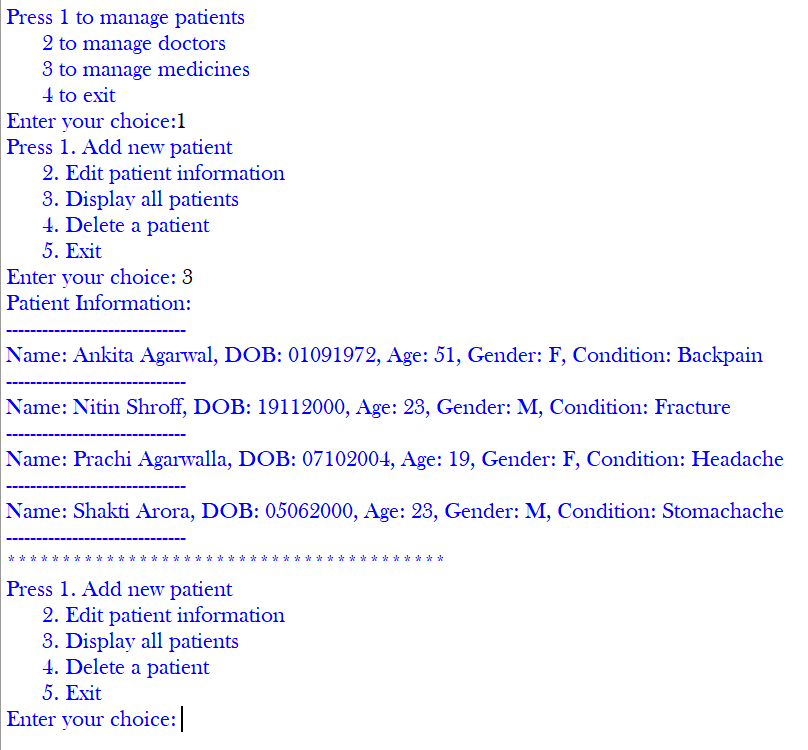 Press 1 to manage patients
2 to manage doctors
3 to manage medicines
4 to exit
Enter your choice:1
Press 1. Add new patient
2. Edit patient information
3. Display all patients
4. Delete a patient
5. Exit
Enter your choice: 3
Patient Information:
------------------------------
Name: Ankita Agarwal, DOB: 01091972, Age: 51, Gender: F, Condition: Backpain
------------------------------
Name: Nitin Shroff, DOB: 19112000, Age: 23, Gender: M, Condition: Fracture
------------------------------
Name: Prachi Agarwalla, DOB: 07102004, Age: 19, Gender: F, Condition: Headache
------------------------------
Name: Shakti Arora, DOB: 05062000, Age: 23, Gender: M, Condition: Stomachache
------------------------------
****************************************
Press 1. Add new patient
2. Edit patient information
3. Display all patients
4. Delete a patient
5. Exit
Enter your choice: